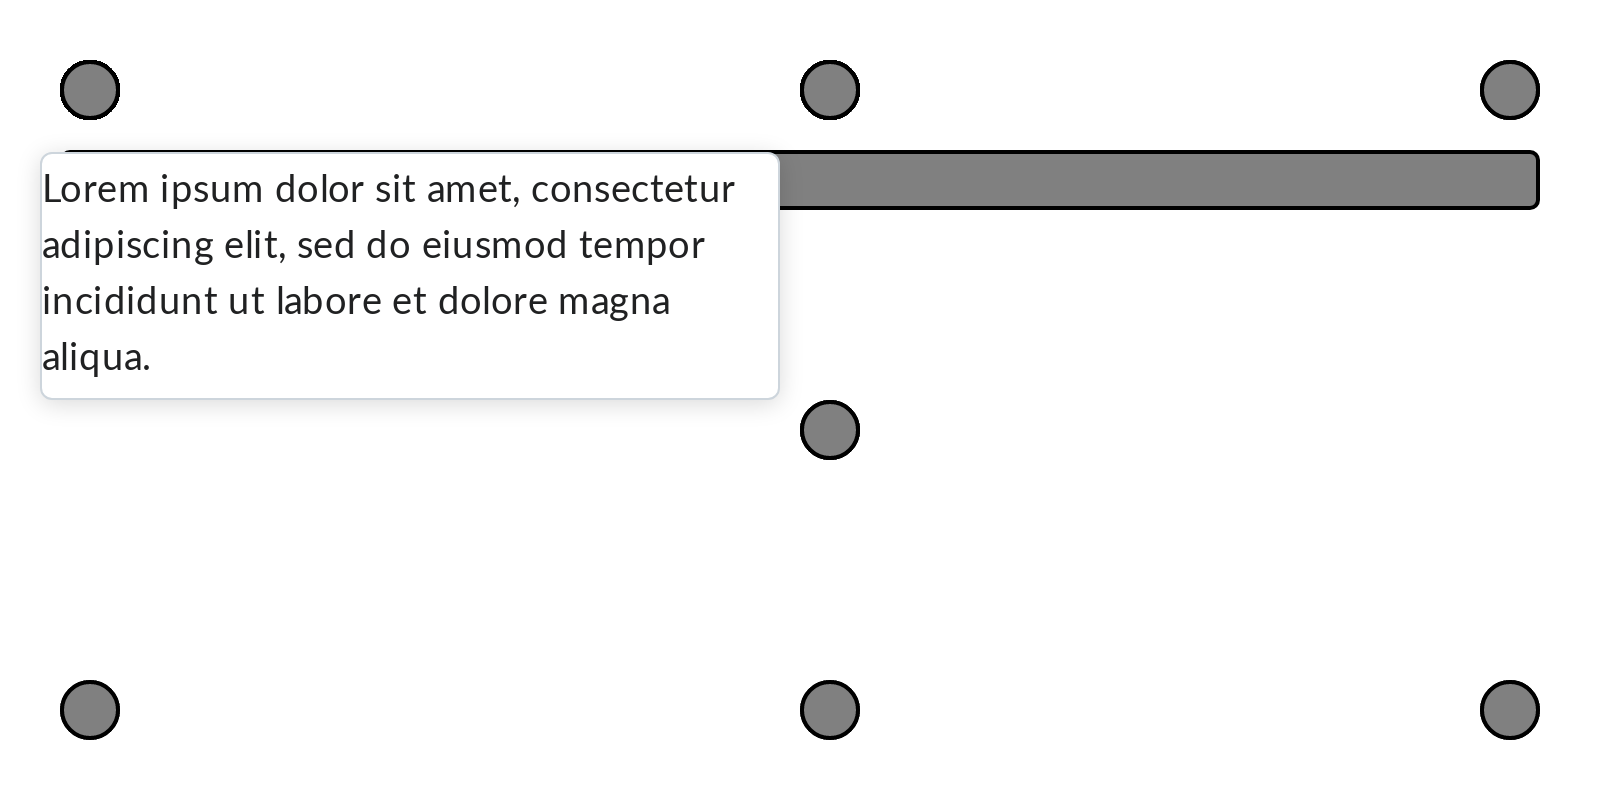 Lorem ipsum dolor sit amet, consectetur
adipiscing elit, sed do eiusmod tempor
incididunt ut labore et dolore magna
aliqua.